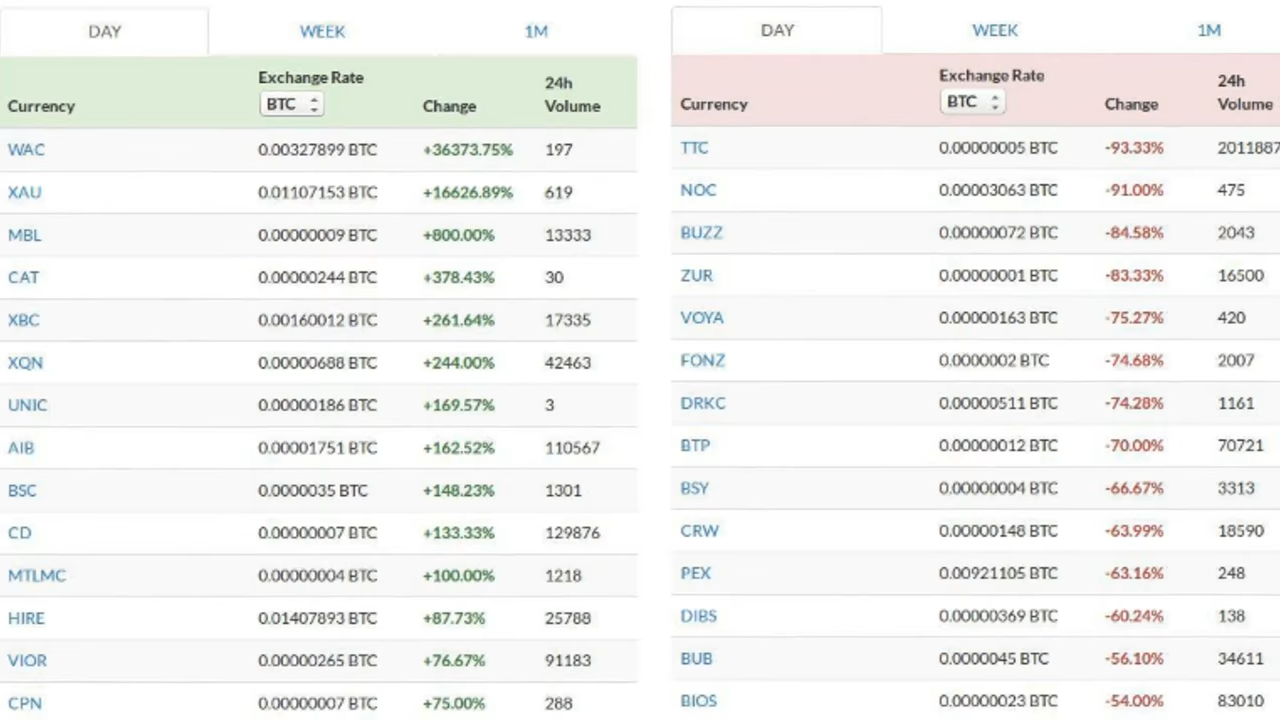 DAY WEEK 1M
Exchange Rate 24h
Currency BTC Change Volume
WAC 0.00327899 BTC +36373.75% 197
XAU 0.01107153 BTC +16626.89% 619
MBL 0.00000009 BTC +800.00% 13333
CAT 0.00000244 BTC +378.43% 30
XBC 0.00160012 BTC +261.64% 17335
XQN 0.00000688 BTC +244.00% 42463
UNIC 0.00000186 BTC +169.57% 3
AIB 0.00001751 BTC +162.52% 110567
BSC 0.0000035 BTC +148.23% 1301
CD 0.00000007 BTC +133.33% 129876
MTLMC 0.00000004 BTC +100.00% 1218
HIRE 0.01407893 BTC +87.73% 25788
VIOR 0.00000265 BTC +76.67% 91183
CPN 0.00000007 BTC +75.00% 288
DAY WEEK 1M
Exchange Rate 24h
Currency BTC Change Volume
TTC 0.00000005 BTC -93.33% 2011887
NOC 0.00003063 BTC -91.00% 475
BUZZ 0.00000072 BTC -84.58% 2043
ZUR 0.00000001 BTC -83.33% 16500
VOYA 0.00000163 BTC -75.27% 420
FONZ 0.0000002 BTC -74.68% 2007
DRKC 0.00000511 BTC -74.28% 1161
BTP 0.00000012 BTC -70.00% 70721
BSY 0.00000004 BTC -66.67% 3313
CRW 0.00000148 BTC -63.99% 18590
PEX 0.00921105 BTC -63.16% 248
DIBS 0.00000369 BTC -60.24% 138
BUB 0.0000045 BTC -56.10% 34611
BIOS 0.00000023 BTC -54.00% 83010